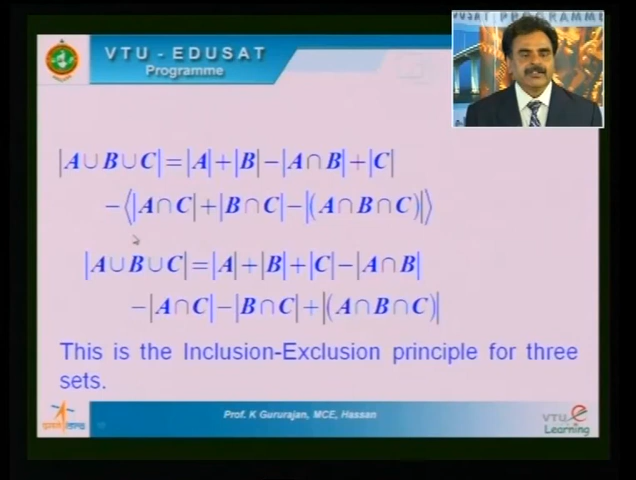 VTU - EDUSAT
Programme
|A∪B∪C|=|A|+|B|−|A∩B|+|C|
−⟨|A∩C|+|B∩C|−|(A∩B∩C)|⟩
|A∪B∪C|=|A|+|B|+|C|−|A∩B|
−|A∩C|−|B∩C|+|(A∩B∩C)|
This is the Inclusion-Exclusion principle for three
sets.
Prof. K Gururajan, MCE, Hassan
VTU e
Learning